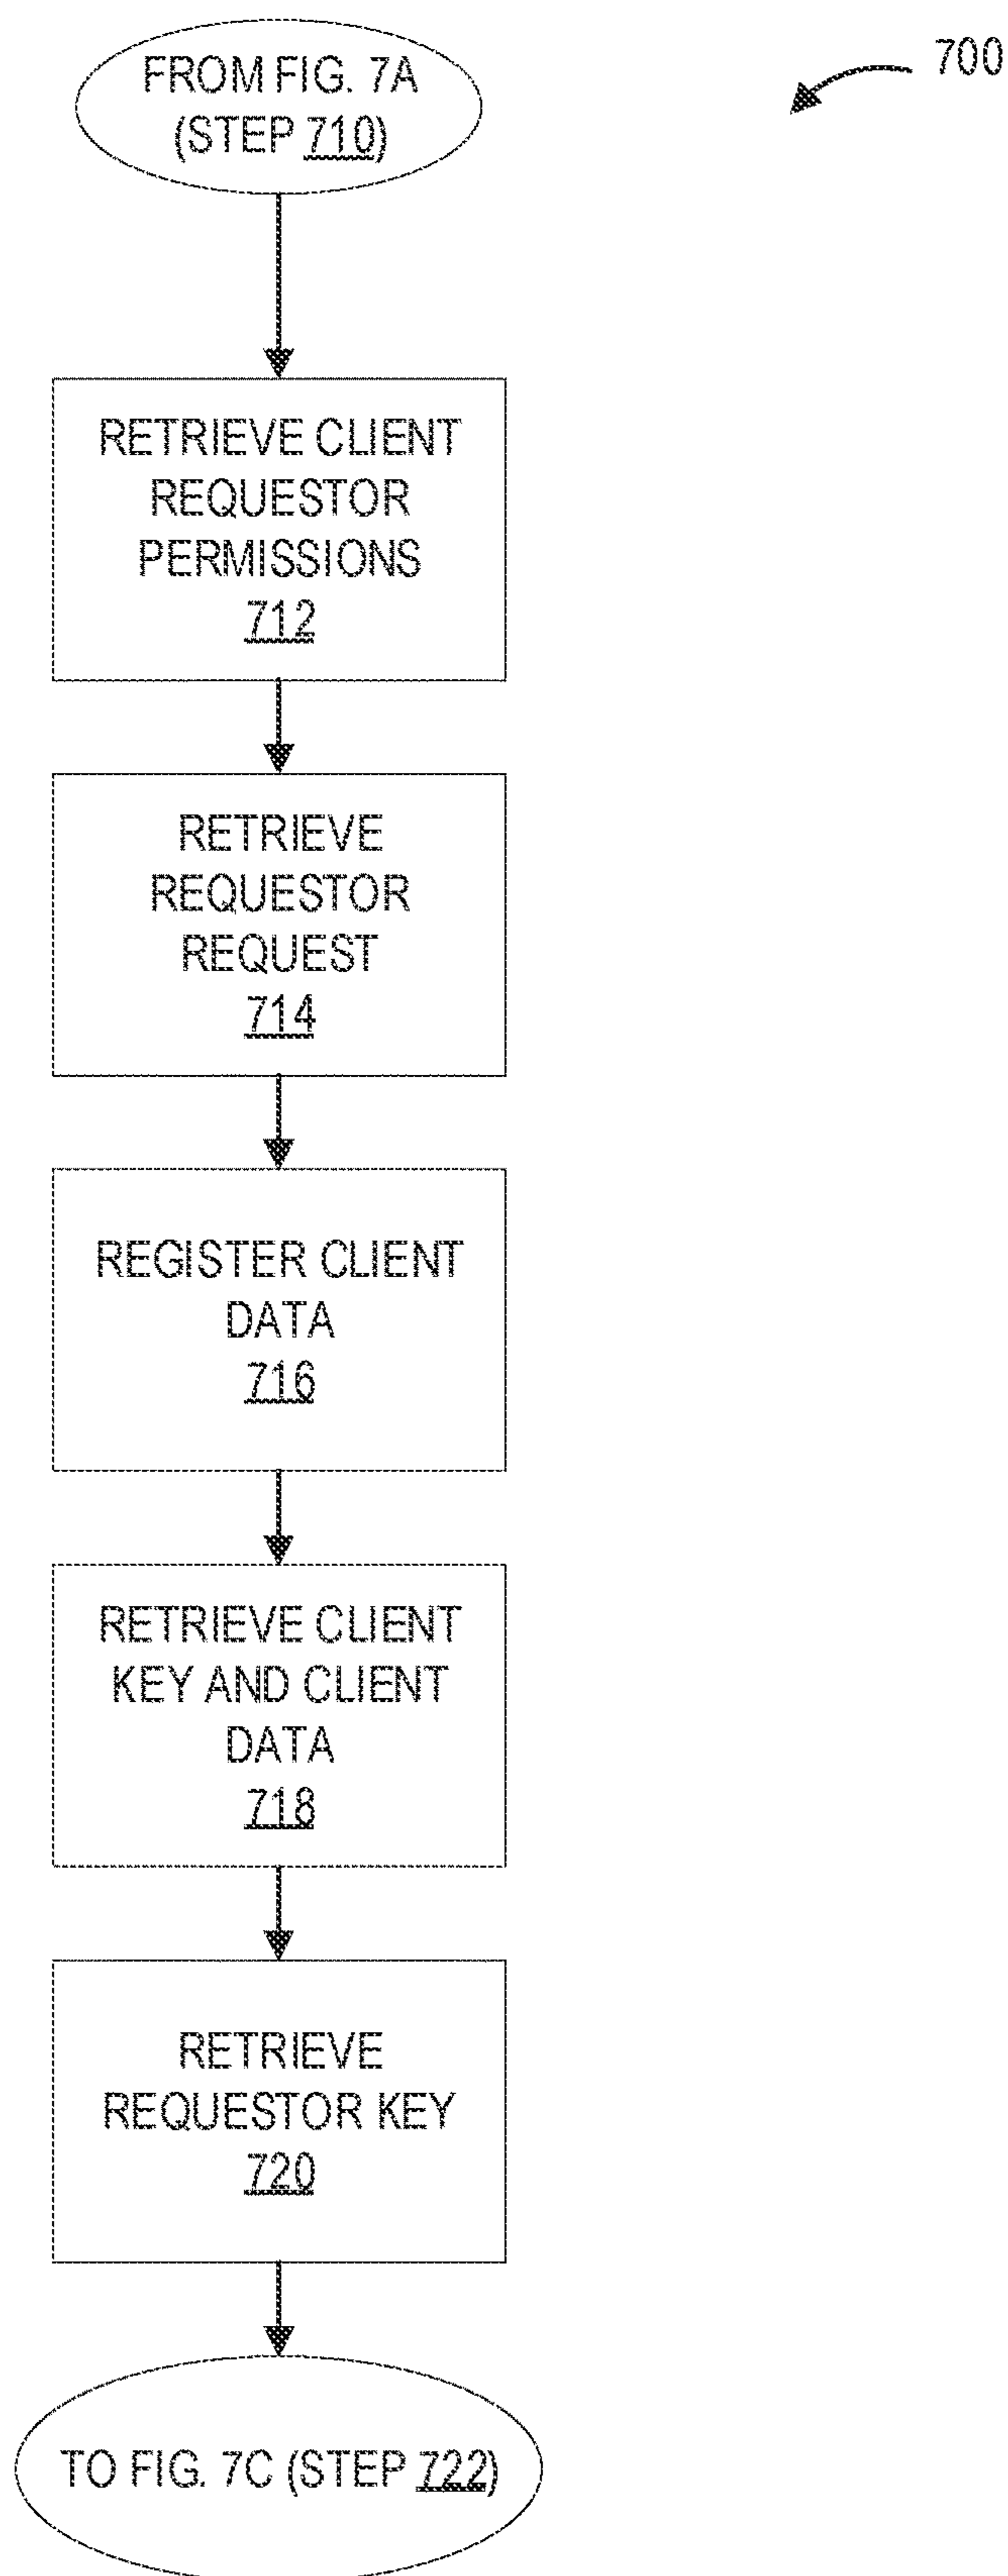 FROM FIG. 7A
(STEP 710)
700
RETRIEVE CLIENT
REQUESTOR
PERMISSIONS
712
RETRIEVE
REQUESTOR
REQUEST
714
REGISTER CLIENT
DATA
716
RETRIEVE CLIENT
KEY AND CLIENT
DATA
718
RETRIEVE
REQUESTOR KEY
720
TO FIG. 7C (STEP 722)